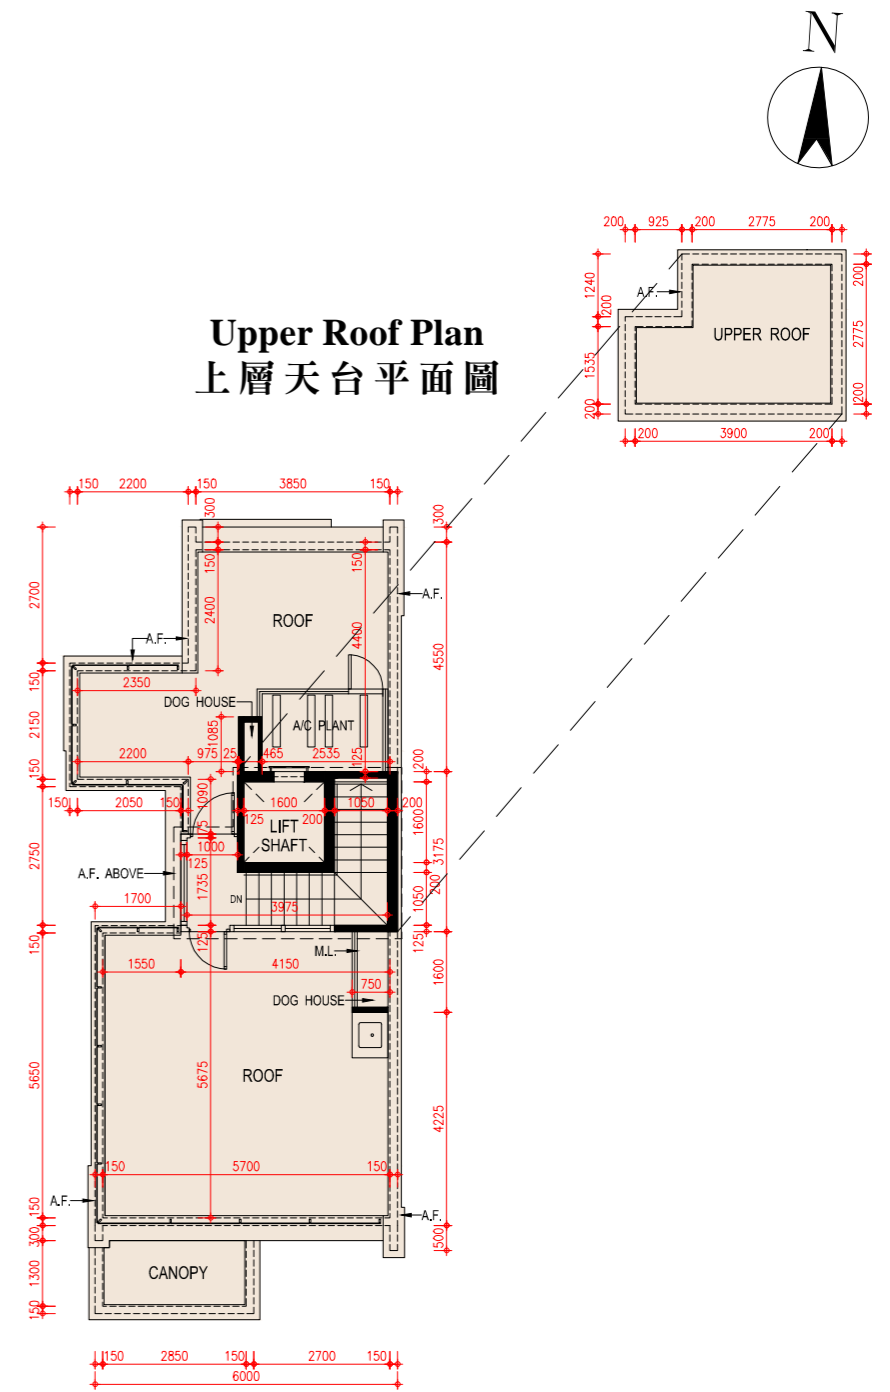 N
200 925 200 2775 200
1240
200
1535
200
A.F.
UPPER ROOF
200
2775
200
200 3900 200
Upper Roof Plan
上層天台平面圖
150 2200 150 3850 150
300
300
2700
150
2400
150
4400
ROOF
A.F.
A.F.
4550
150
2350
DOG HOUSE
1085
A/C PLANT
2150
2200 975 25 465 2535
125
200
150
150 2050 150
1090
1600 1050 200
125 200
LIFT
SHAFT
1600
75
1000
125
3175
2750
A.F. ABOVE
1735
200
DN
1050
1700
3975
150
125
125
M.L.
1550 4150
1600
750
DOG HOUSE
5650
5675
ROOF
4225
150 5700 150
A.F.
A.F.
150
300
500
1300
CANOPY
150
150 2850 150 2700 150
6000